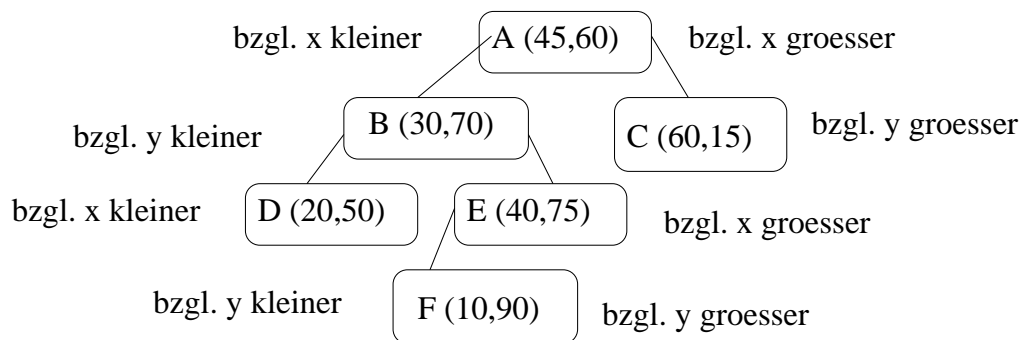 bzgl. x kleiner A (45,60) bzgl. x groesser
bzgl. y kleiner B (30,70) C (60,15) bzgl. y groesser
bzgl. x kleiner D (20,50) E (40,75) bzgl. x groesser
bzgl. y kleiner F (10,90) bzgl. y groesser